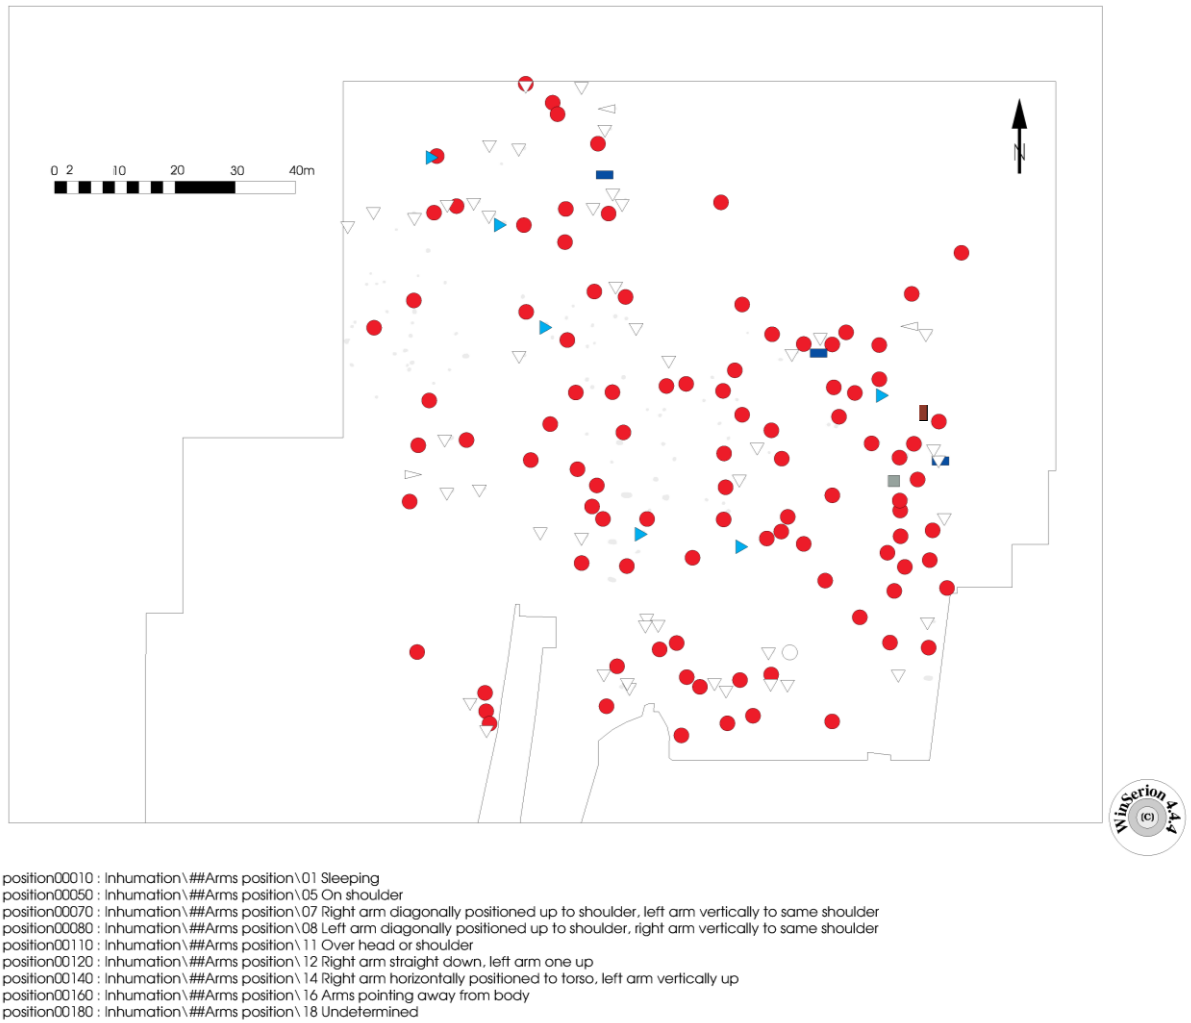 N
0 2 10 20 30 40m
WinSerion 4.4.4
(C)
position00010 : Inhumation\##Arms position\01 Sleeping
position00050 : Inhumation\##Arms position\05 On shoulder
position00070 : Inhumation\##Arms position\07 Right arm diagonally positioned up to shoulder, left arm vertically to same shoulder
position00080 : Inhumation\##Arms position\08 Left arm diagonally positioned up to shoulder, right arm vertically to same shoulder
position00110 : Inhumation\##Arms position\11 Over head or shoulder
position00120 : Inhumation\##Arms position\12 Right arm straight down, left arm one up
position00140 : Inhumation\##Arms position\14 Right arm horizontally positioned to torso, left arm vertically up
position00160 : Inhumation\##Arms position\16 Arms pointing away from body
position00180 : Inhumation\##Arms position\18 Undetermined